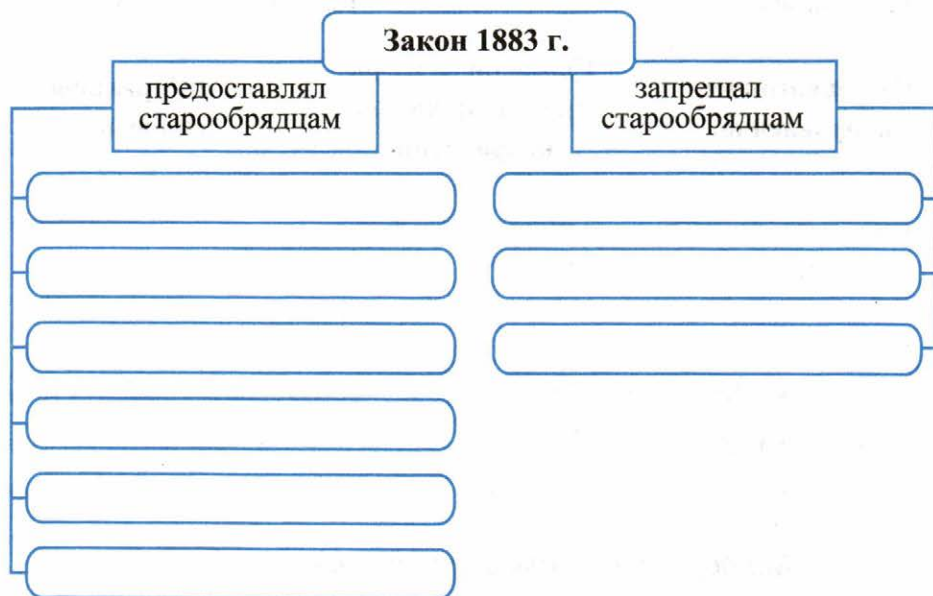 Закон 1883 г.
предоставлял
старообрядцам
запрещал
старообрядцам